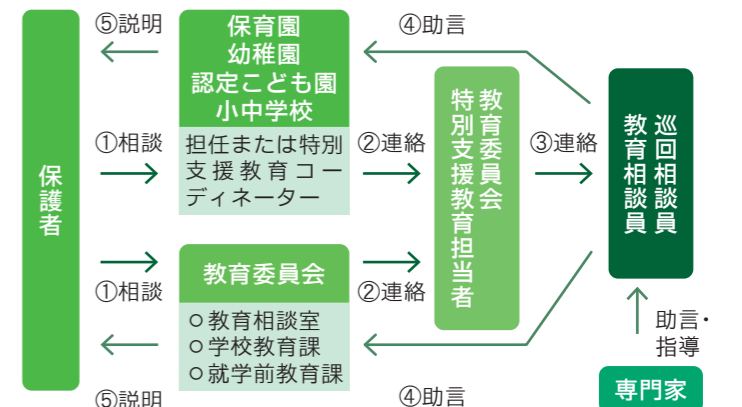 保護者
⑤説明
①相談
①相談
⑤説明
保育園
幼稚園
認定こども園
小中学校
担任または特別
支援教育コー
ディネーター
教育委員会
○教育相談室
○学校教育課
○就学前教育課
④助言
②連絡
②連絡
④助言
教育委員会
特別支援教育担当者
③連絡
巡回相談員
教育相談員
助言・
指導
専門家